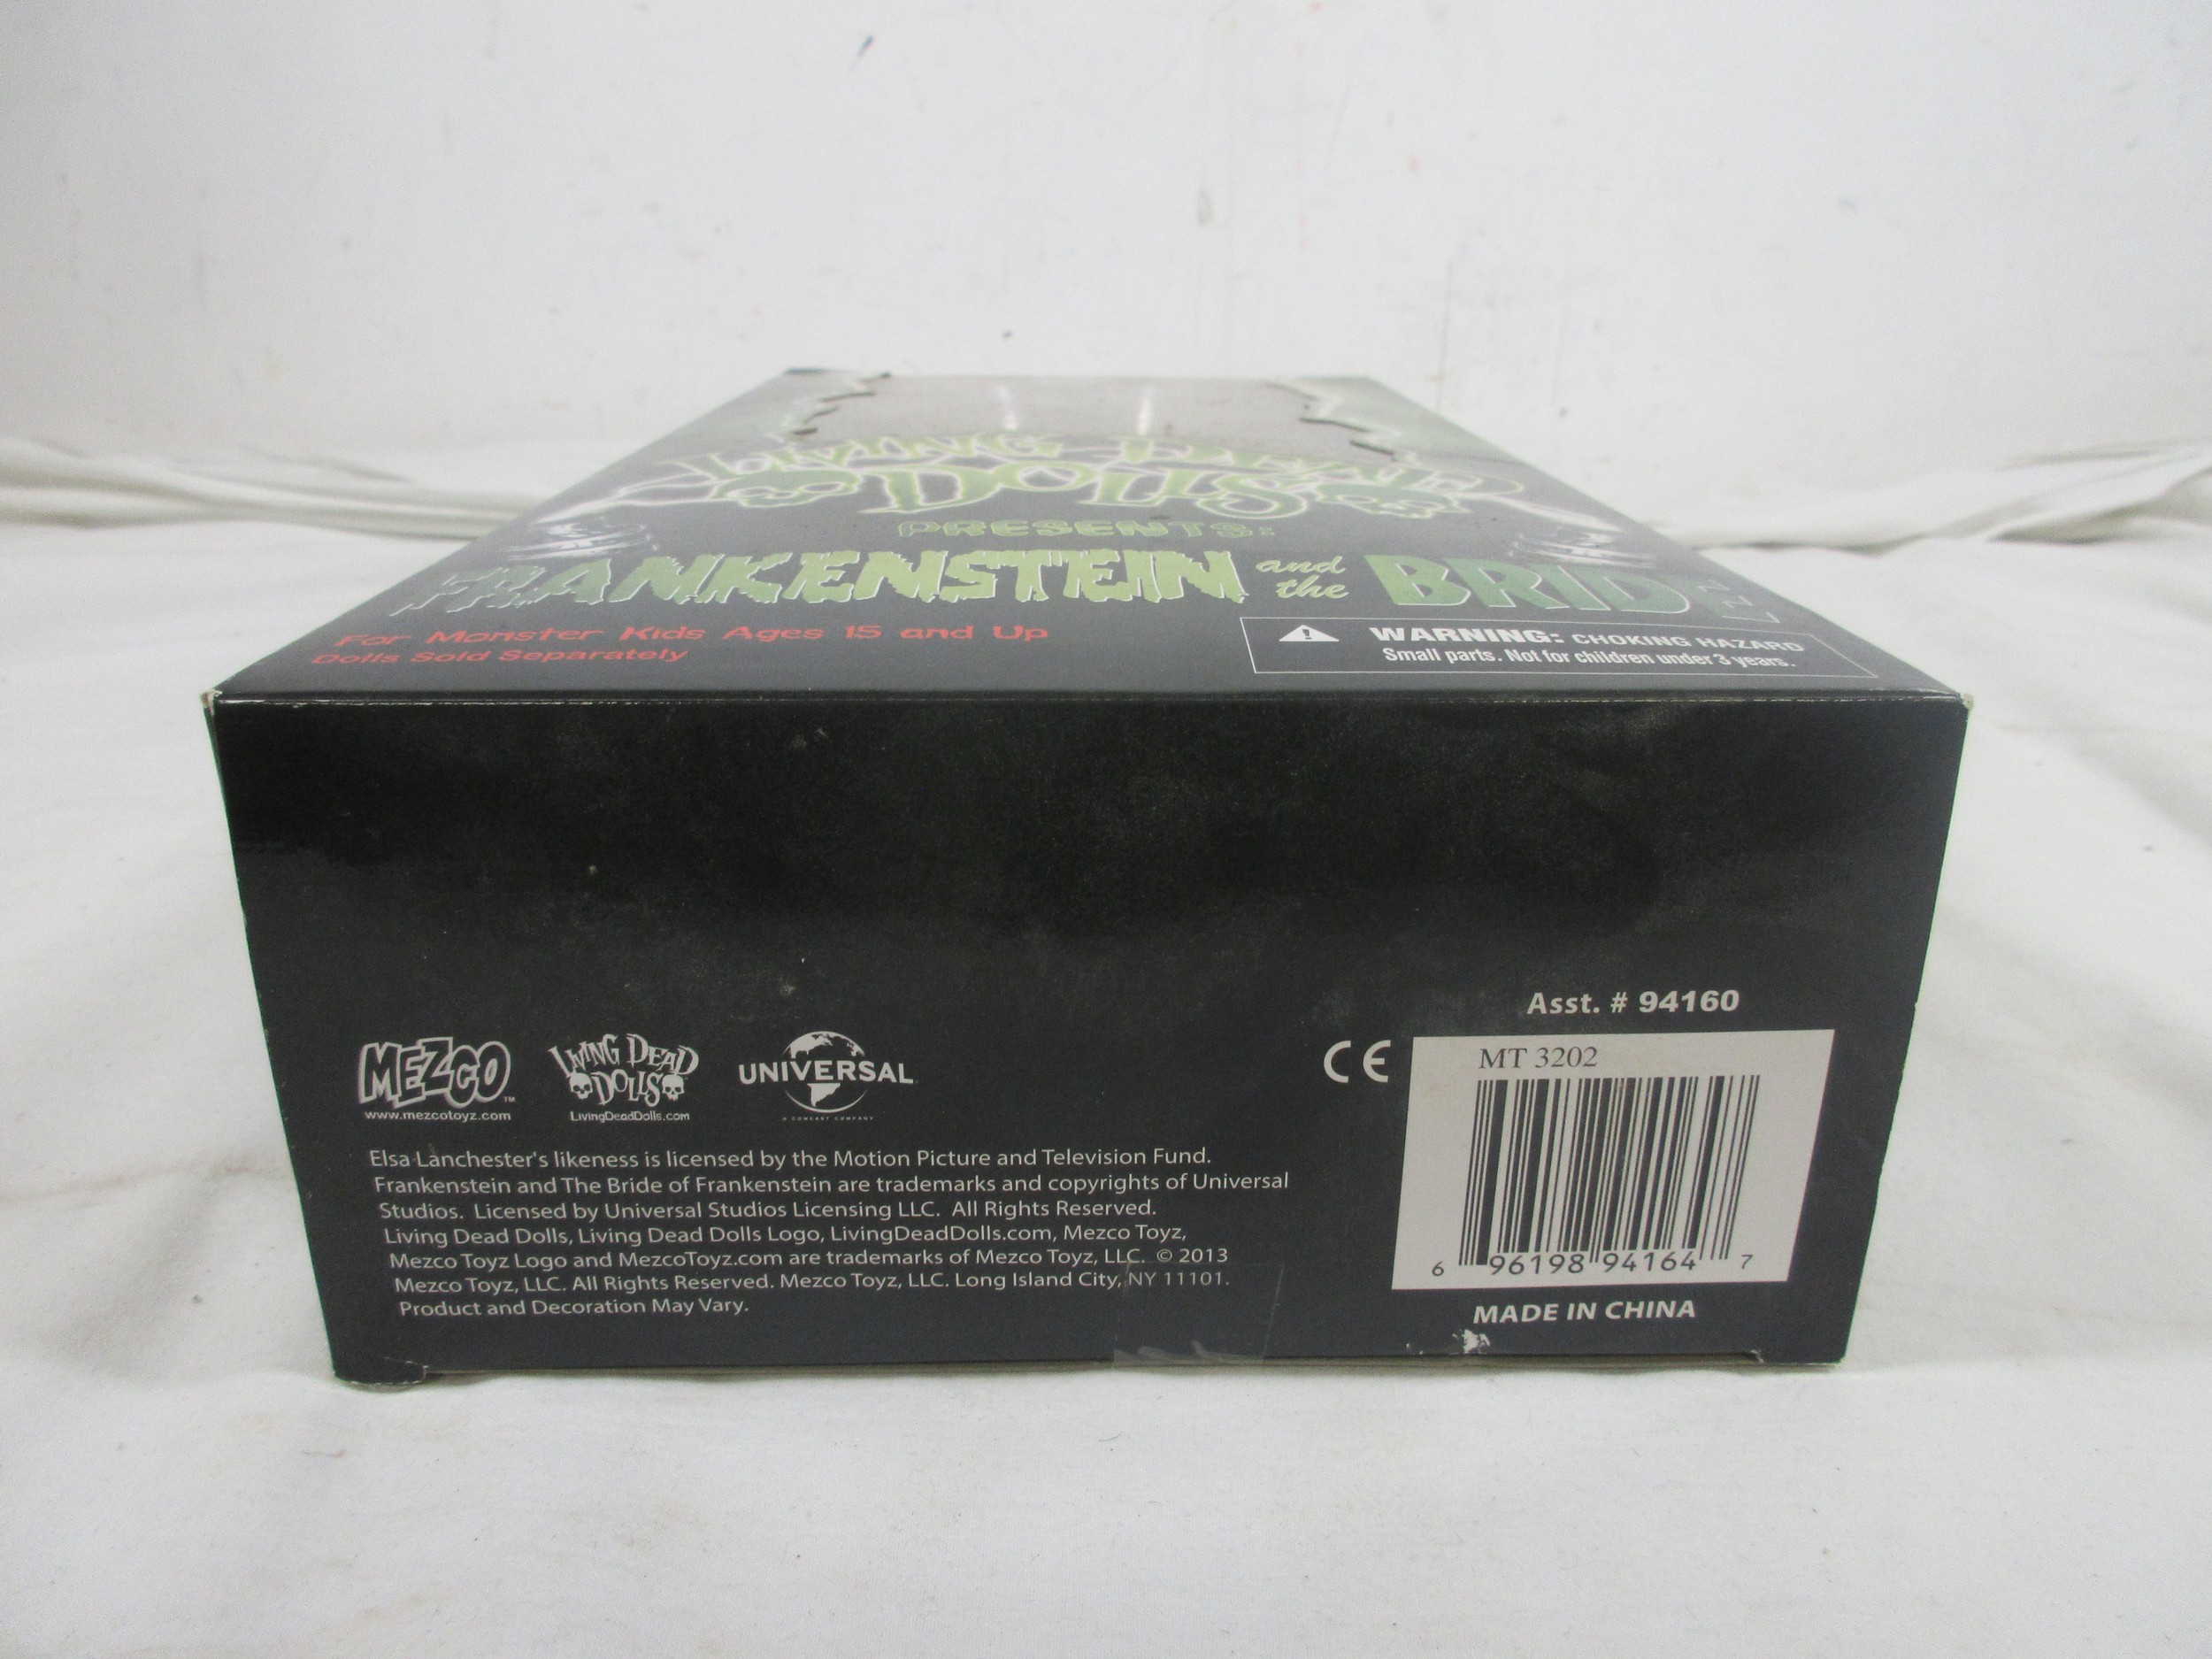 LIVING DEAD
DOLLS
PRESENTS:
FRANKENSTEIN and the BRIDE
For Monster Kids Ages 15 and Up
Dolls Sold Separately
WARNING: CHOKING HAZARD
Small parts. Not for children under 3 years.
Asst. # 94160
MEZCO™
www.mezcotoyz.com
LIVING DEAD
DOLLS
LivingDeadDolls.com
UNIVERSAL
A COMCAST COMPANY
CE
MT 3202
6 96198 94164 7
MADE IN CHINA
Elsa Lanchester's likeness is licensed by the Motion Picture and Television Fund.
Frankenstein and The Bride of Frankenstein are trademarks and copyrights of Universal
Studios. Licensed by Universal Studios Licensing LLC. All Rights Reserved.
Living Dead Dolls, Living Dead Dolls Logo, LivingDeadDolls.com, Mezco Toyz,
Mezco Toyz Logo and MezcoToyz.com are trademarks of Mezco Toyz, LLC. © 2013
Mezco Toyz, LLC. All Rights Reserved. Mezco Toyz, LLC. Long Island City, NY 11101.
Product and Decoration May Vary.